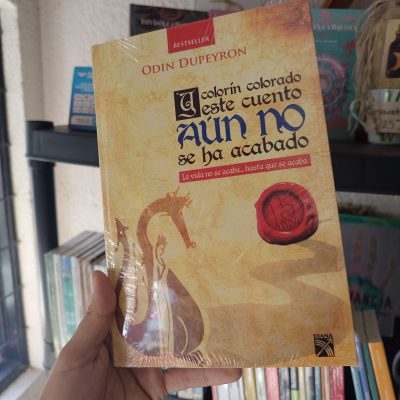 BESTSELLER
ODIN DUPEYRON
Y colorín colorado
este cuento
AÚN NO
se ha acabado
La vida no se acaba... hasta que se acaba
DIANA